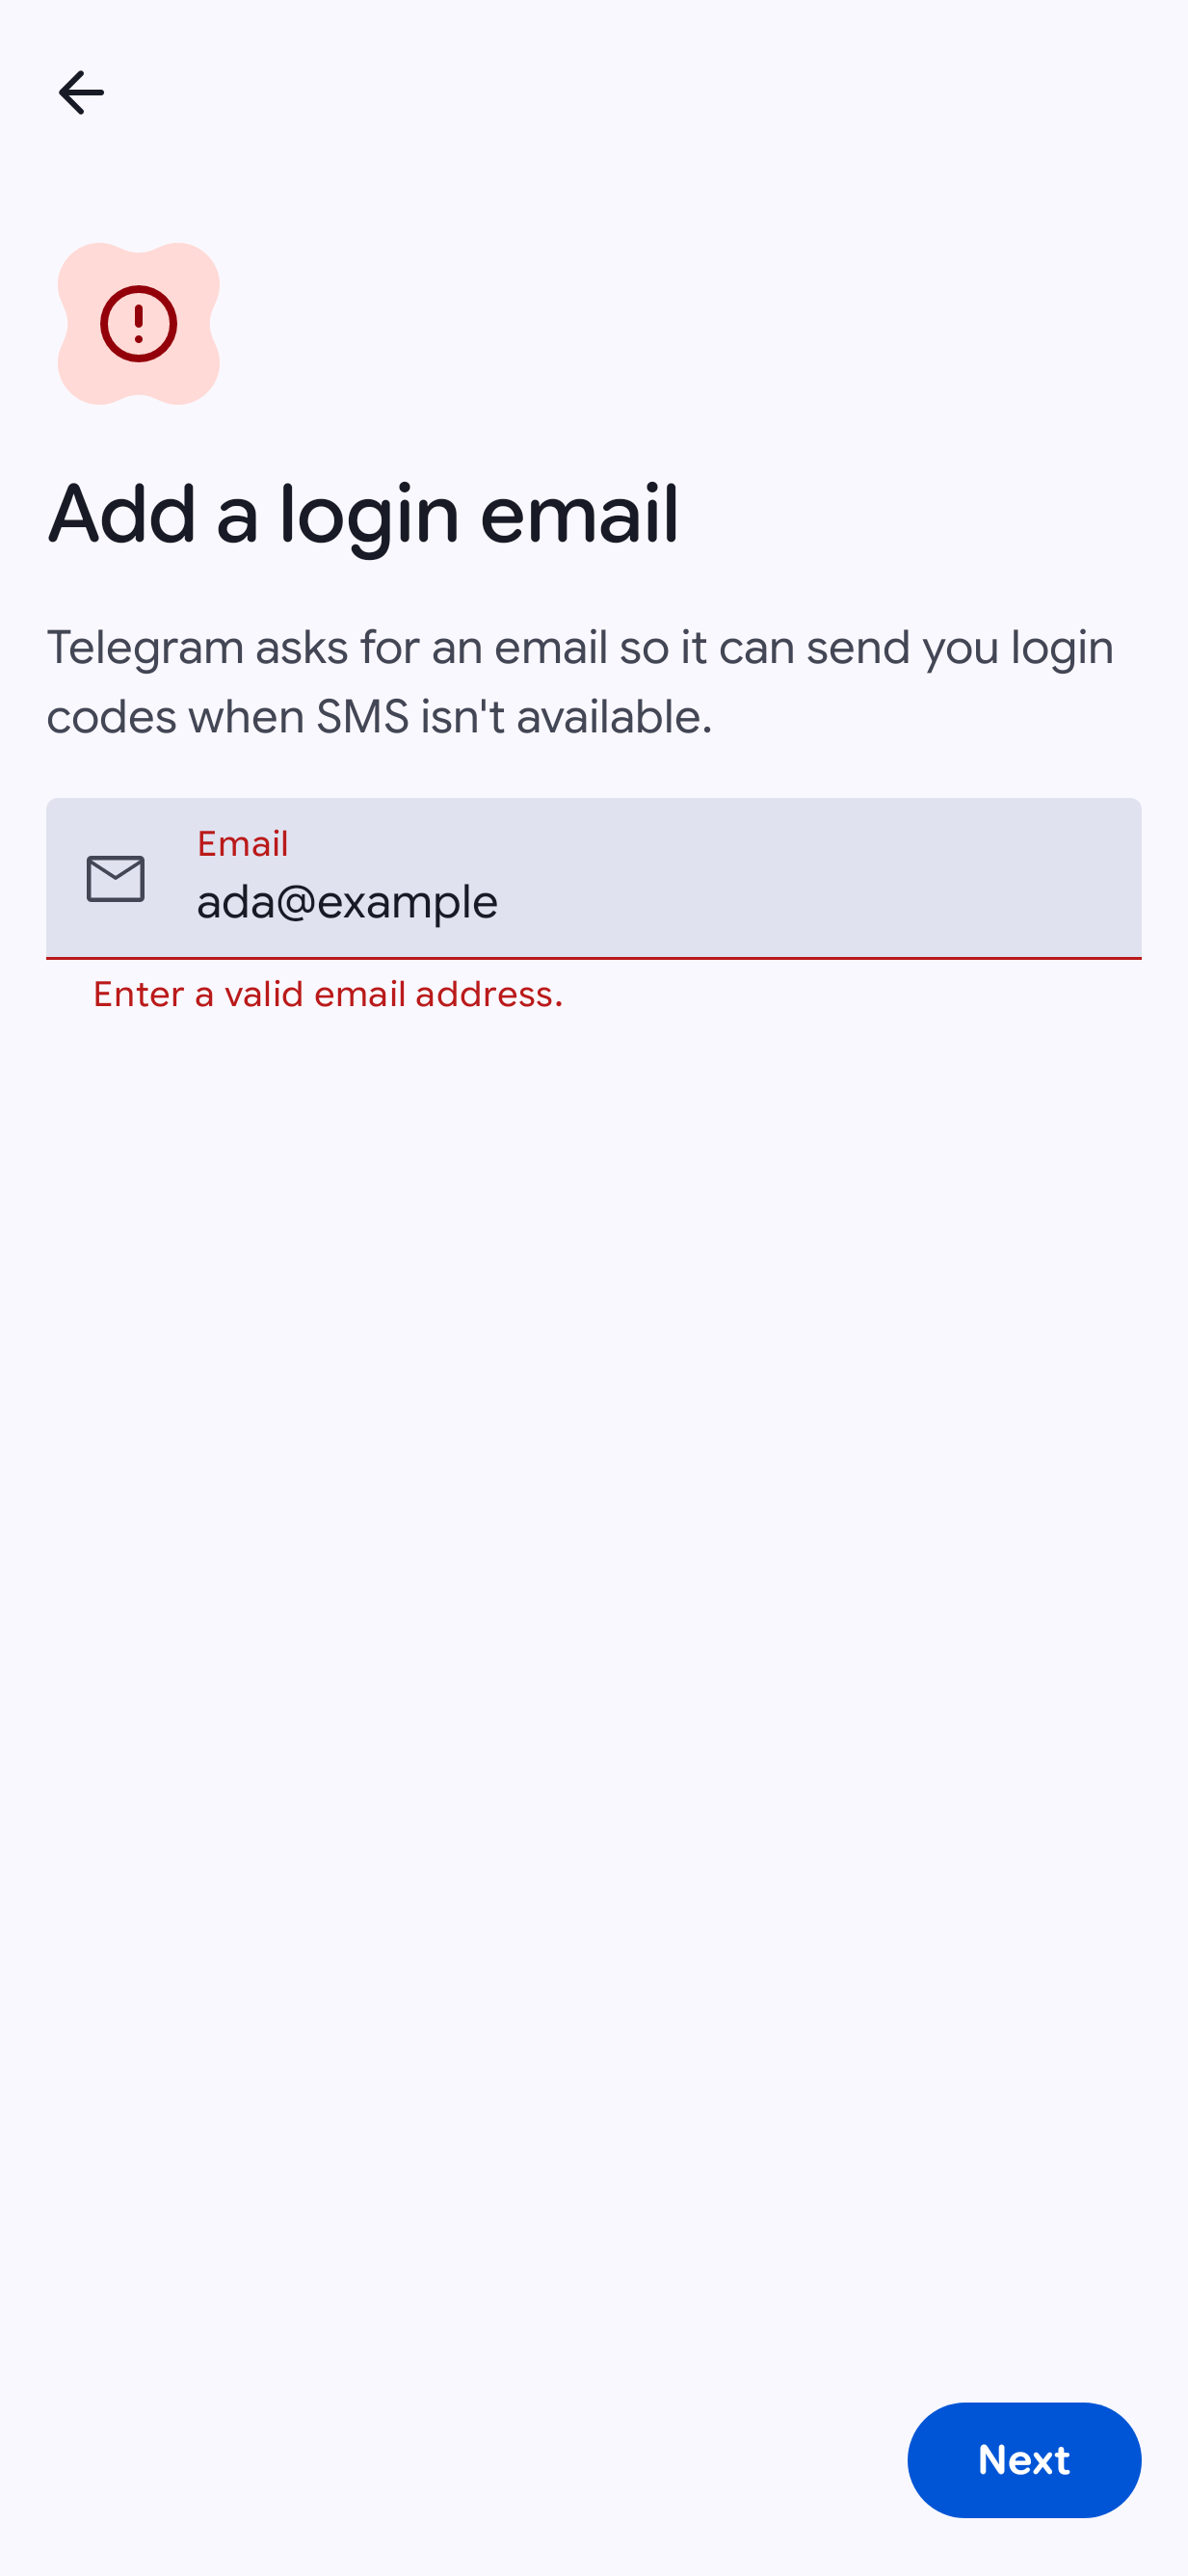 Add a login email
Telegram asks for an email so it can send you login
codes when SMS isn't available.
Email
ada@example
Enter a valid email address.
Next